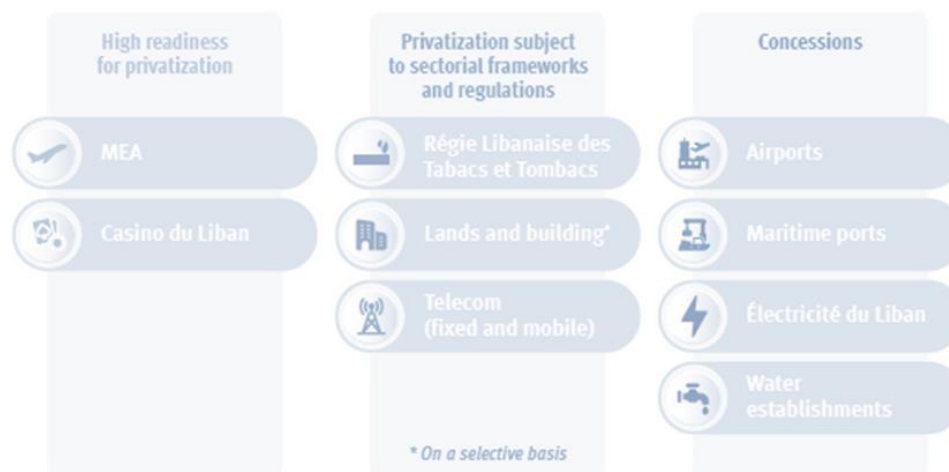 High readiness
for privatization
MEA
Casino du Liban
Privatization subject
to sectorial frameworks
and regulations
Régie Libanaise des
Tabacs et Tombacs
Lands and building*
Telecom
(fixed and mobile)
* On a selective basis
Concessions
Airports
Maritime ports
Électricité du Liban
Water
establishments